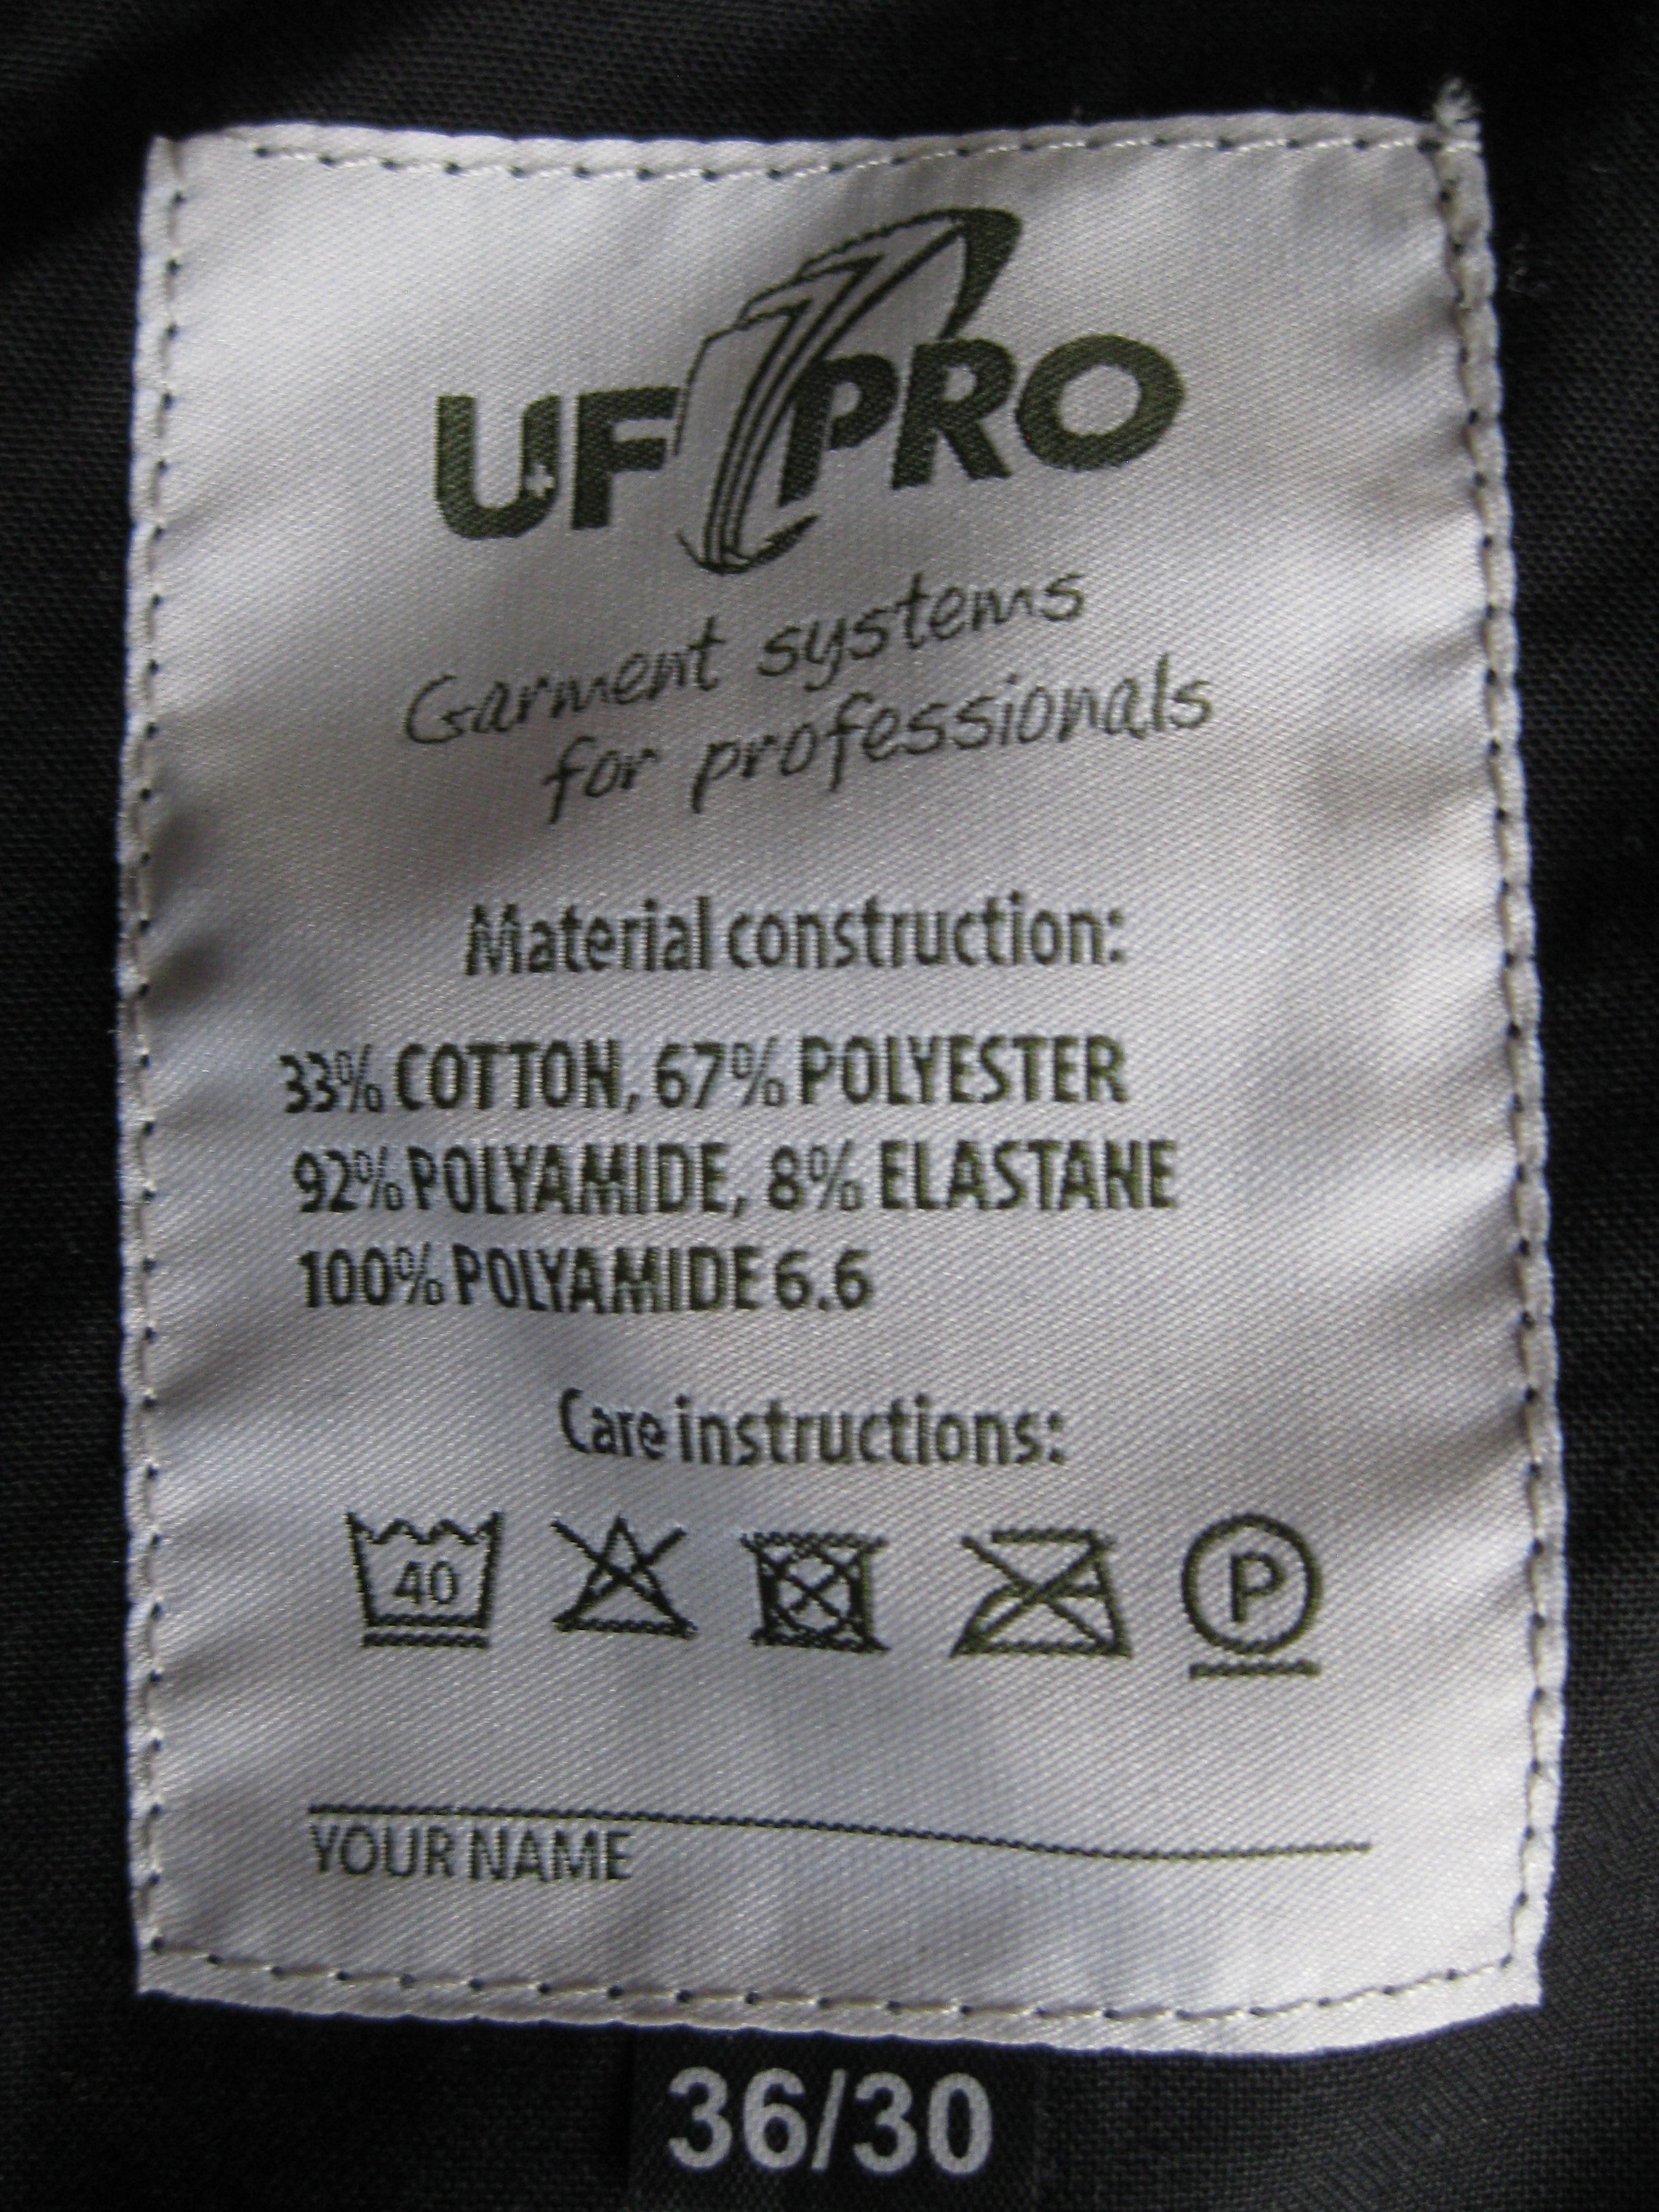 UF PRO
Garment systems
for professionals
Material construction:
33% COTTON, 67% POLYESTER
92% POLYAMIDE, 8% ELASTANE
100% POLYAMIDE 6.6
Care instructions:
40 P
YOUR NAME
36/30